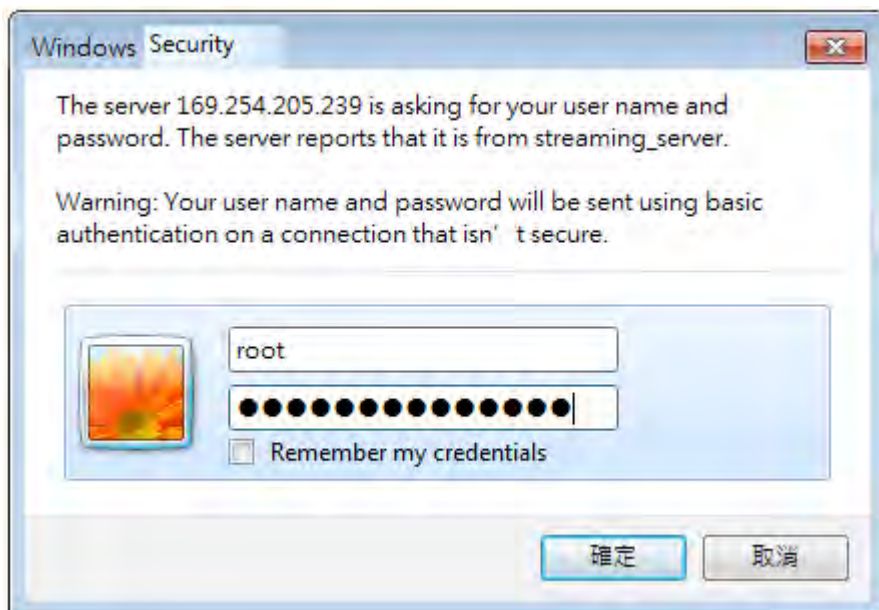 Windows Security
The server 169.254.205.239 is asking for your user name and
password. The server reports that it is from streaming_server.
Warning: Your user name and password will be sent using basic
authentication on a connection that isn' t secure.
root
●●●●●●●●●●●●●●
Remember my credentials
確定
取消